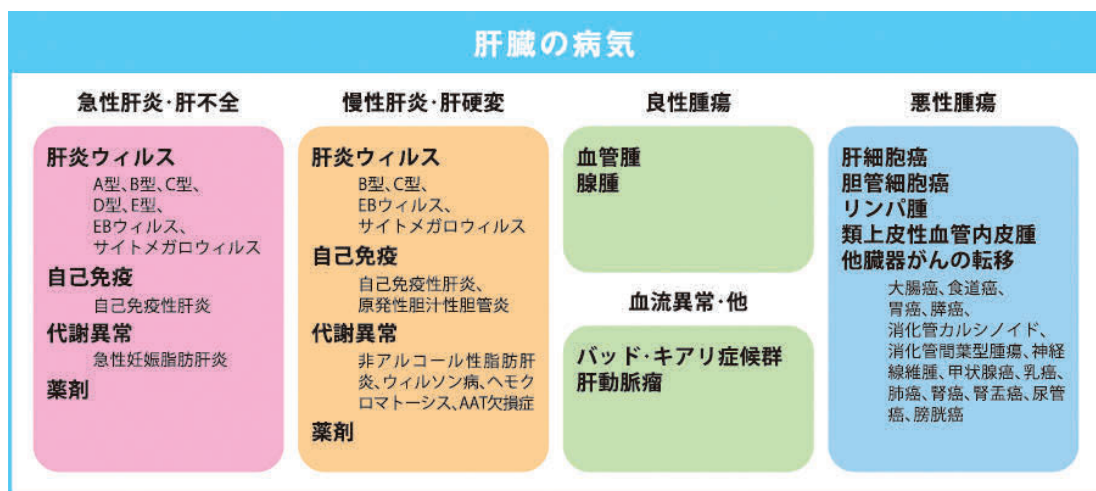 肝臓の病気
急性肝炎・肝不全
肝炎ウィルス
A型、B型、C型、
D型、E型、
EBウィルス、
サイトメガロウィルス
自己免疫
自己免疫性肝炎
代謝異常
急性妊娠脂肪肝炎
薬剤
慢性肝炎・肝硬変
肝炎ウィルス
B型、C型、
EBウィルス、
サイトメガロウィルス
自己免疫
自己免疫性肝炎、
原発性胆汁性胆管炎
代謝異常
非アルコール性脂肪肝
炎、ウィルソン病、ヘモク
ロマトーシス、AAT欠損症
薬剤
良性腫瘍
血管腫
腺腫
血流異常・他
バッド・キアリ症候群
肝動脈瘤
悪性腫瘍
肝細胞癌
胆管細胞癌
リンパ腫
類上皮性血管内皮腫
他臓器がんの転移
大腸癌、食道癌、
胃癌、膵癌、
消化管カルシノイド、
消化管間葉型腫瘍、神経
線維腫、甲状腺癌、乳癌、
肺癌、腎癌、腎盂癌、尿管
癌、膀胱癌